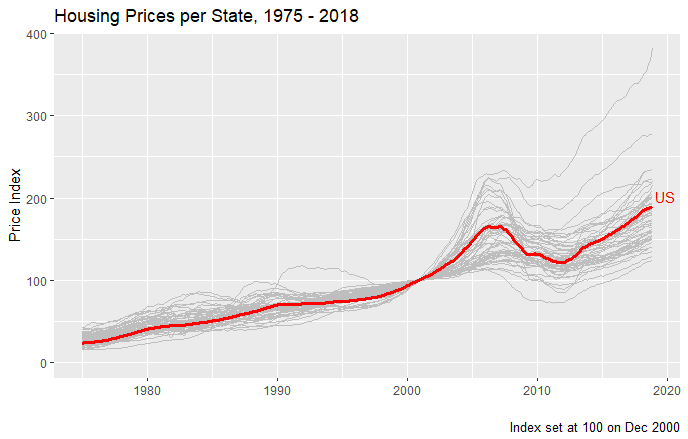 Housing Prices per State, 1975 - 2018
Price Index
400
300
200
100
0
US
1980 1990 2000 2010 2020
Index set at 100 on Dec 2000